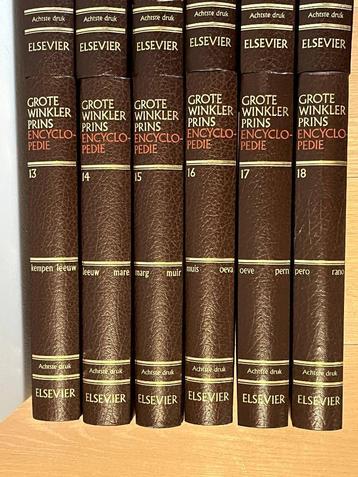 Achtste druk
ELSEVIER
Achtste druk
ELSEVIER
Achtste druk
ELSEVIER
Achtste druk
ELSEVIER
Achtste druk
ELSEVIER
Achtste druk
ELSEVIER
GROTE
WINKLER
PRINS
ENCYCLO-
PEDIE
13
kempen leeuw
Achtste druk
ELSEVIER
GROTE
WINKLER
PRINS
ENCYCLO-
PEDIE
14
leeuw mare
Achtste druk
ELSEVIER
GROTE
WINKLER
PRINS
ENCYCLO-
PEDIE
15
marg muir
Achtste druk
ELSEVIER
GROTE
WINKLER
PRINS
ENCYCLO-
PEDIE
16
muis oeva
Achtste druk
ELSEVIER
GROTE
WINKLER
PRINS
ENCYCLO-
PEDIE
17
oeve pern
Achtste druk
ELSEVIER
GROTE
WINKLER
PRINS
ENCYCLO-
PEDIE
18
pero rano
Achtste druk
ELSEVIER